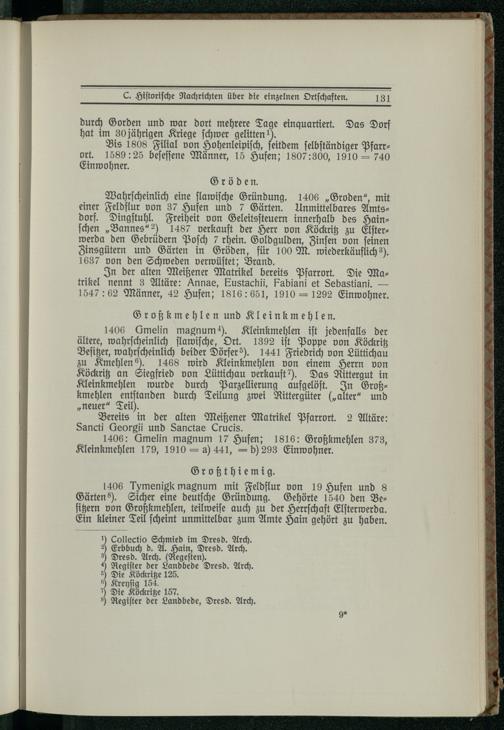 C. Historische Nachrichten über die einzelnen Ortschaften. 131
durch Gorden und war dort mehrere Tage einquartiert. Das Dorf
hat im 30 jährigen Kriege schwer gelitten¹).
Bis 1808 Filial von Hohenleipisch, seitdem selbständiger Pfarr-
ort. 1589: 25 besessene Männer, 15 Hufen; 1807: 300, 1910 = 740
Einwohner.
Gröden.
Wahrscheinlich eine slawische Gründung. 1406 „Groden“, mit
einer Feldflur von 37 Hufen und 7 Gärten. Unmittelbares Amts-
dorf. Dingstuhl. Freiheit von Geleitssteuern innerhalb des Hain-
schen „Bannes“²) 1487 verkauft der Herr von Köckritz zu Elster-
werda den Gebrüdern Posch 7 rhein. Goldgulden, Zinsen von seinen
Zinsgütern und Gärten in Gröden, für 100 M. wiederkäuflich³).
1637 von den Schweden verwüstet; Brand.
In der alten Meißener Matrikel bereits Pfarrort. Die Ma-
trikel nennt 3 Altäre: Annae, Eustachii, Fabiani et Sebastiani. —
1547: 62 Männer, 42 Hufen; 1816: 651, 1910 = 1292 Einwohner.
Großkmehlen und Kleinkmehlen.
1406 Gmelin magnum⁴). Kleinkmehlen ist jedenfalls der
ältere, wahrscheinlich slawische, Ort. 1392 ist Poppe von Köckritz
Besitzer, wahrscheinlich beider Dörfer⁵). 1441 Friedrich von Lüttichau
zu Kmehlen⁶). 1468 wird Kleinkmehlen von einem Herrn von
Köckritz an Siegfried von Lüttichau verkauft⁷). Das Rittergut in
Kleinkmehlen wurde durch Parzellierung aufgelöst. In Groß-
kmehlen entstanden durch Teilung zwei Rittergüter („alter“ und
„neuer“ Teil).
Bereits in der alten Meißener Matrikel Pfarrort. 2 Altäre:
Sancti Georgii und Sanctae Crucis.
1406: Gmelin magnum 17 Hufen; 1816: Großkmehlen 373,
Kleinkmehlen 179, 1910 = a) 441, = b) 293 Einwohner.
Großthiemig.
1406 Tymenigk magnum mit Feldflur von 19 Hufen und 8
Gärten⁸). Sicher eine deutsche Gründung. Gehörte 1540 den Be-
sitzern von Großkmehlen, teilweise auch zu der Herrschaft Elsterwerda.
Ein kleiner Teil scheint unmittelbar zum Amte Hain gehört zu haben.
¹) Collectio Schmied im Dresd. Arch.
²) Erbbuch d. A. Hain, Dresd. Arch.
³) Dresd. Arch. (Regesten).
⁴) Register der Landbede Dresd. Arch.
⁵) Die Köckritze 125.
⁶) Kreysig 154.
⁷) Die Köckritze 157.
⁸) Register der Landbede, Dresd. Arch.
9*